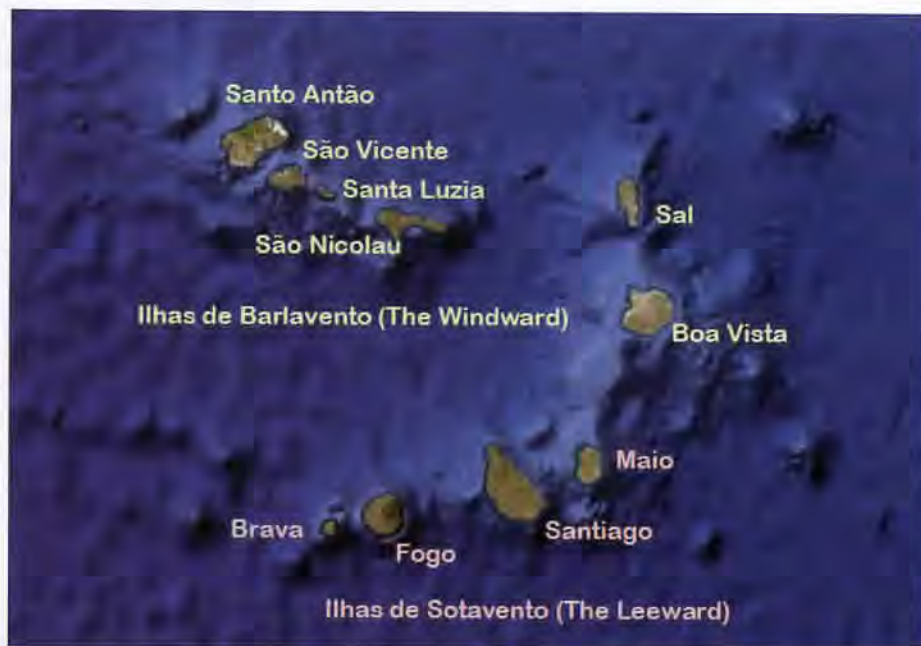 Santo Antão
São Vicente
Santa Luzia
São Nicolau
Sal
Ilhas de Barlavento (The Windward)
Boa Vista
Maio
Brava
Fogo
Santiago
Ilhas de Sotavento (The Leeward)